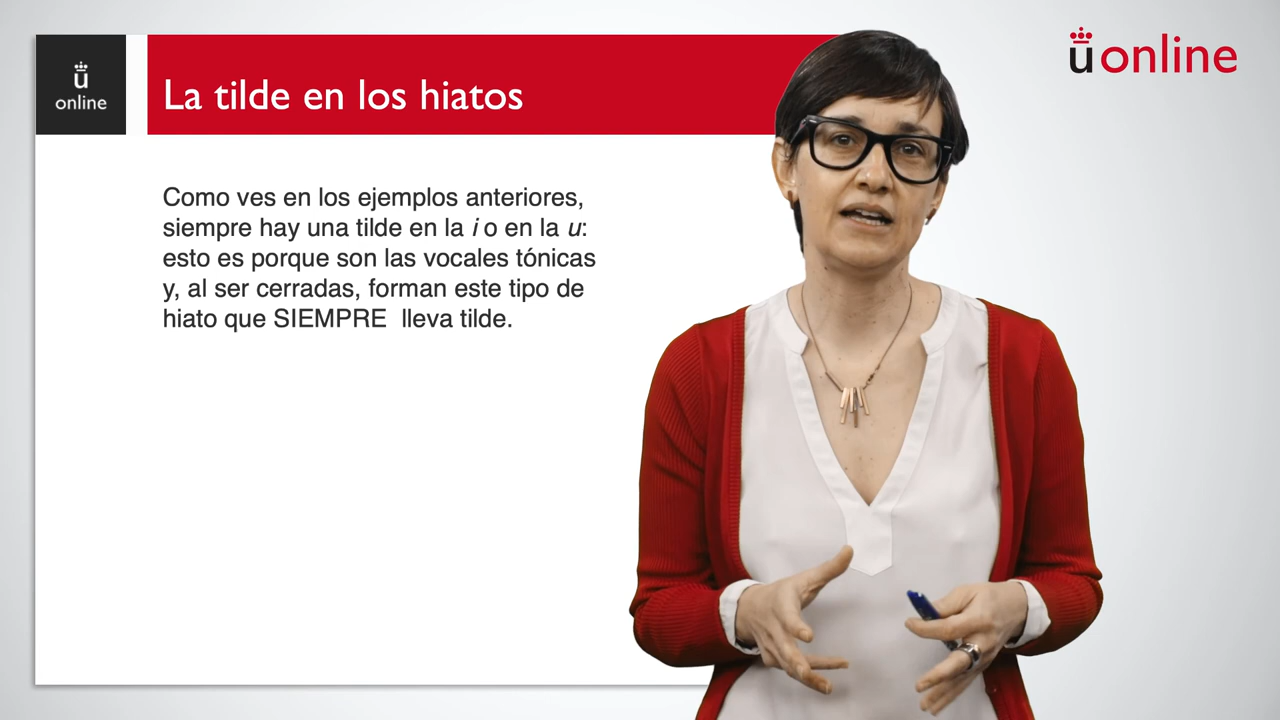 ü
online
La tilde en los hiatos
üonline
Como ves en los ejemplos anteriores,
siempre hay una tilde en la i o en la u:
esto es porque son las vocales tónicas
y, al ser cerradas, forman este tipo de
hiato que SIEMPRE  lleva tilde.